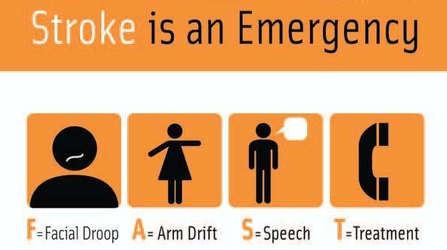 Stroke is an Emergency
F=Facial Droop A=Arm Drift S=Speech T=Treatment